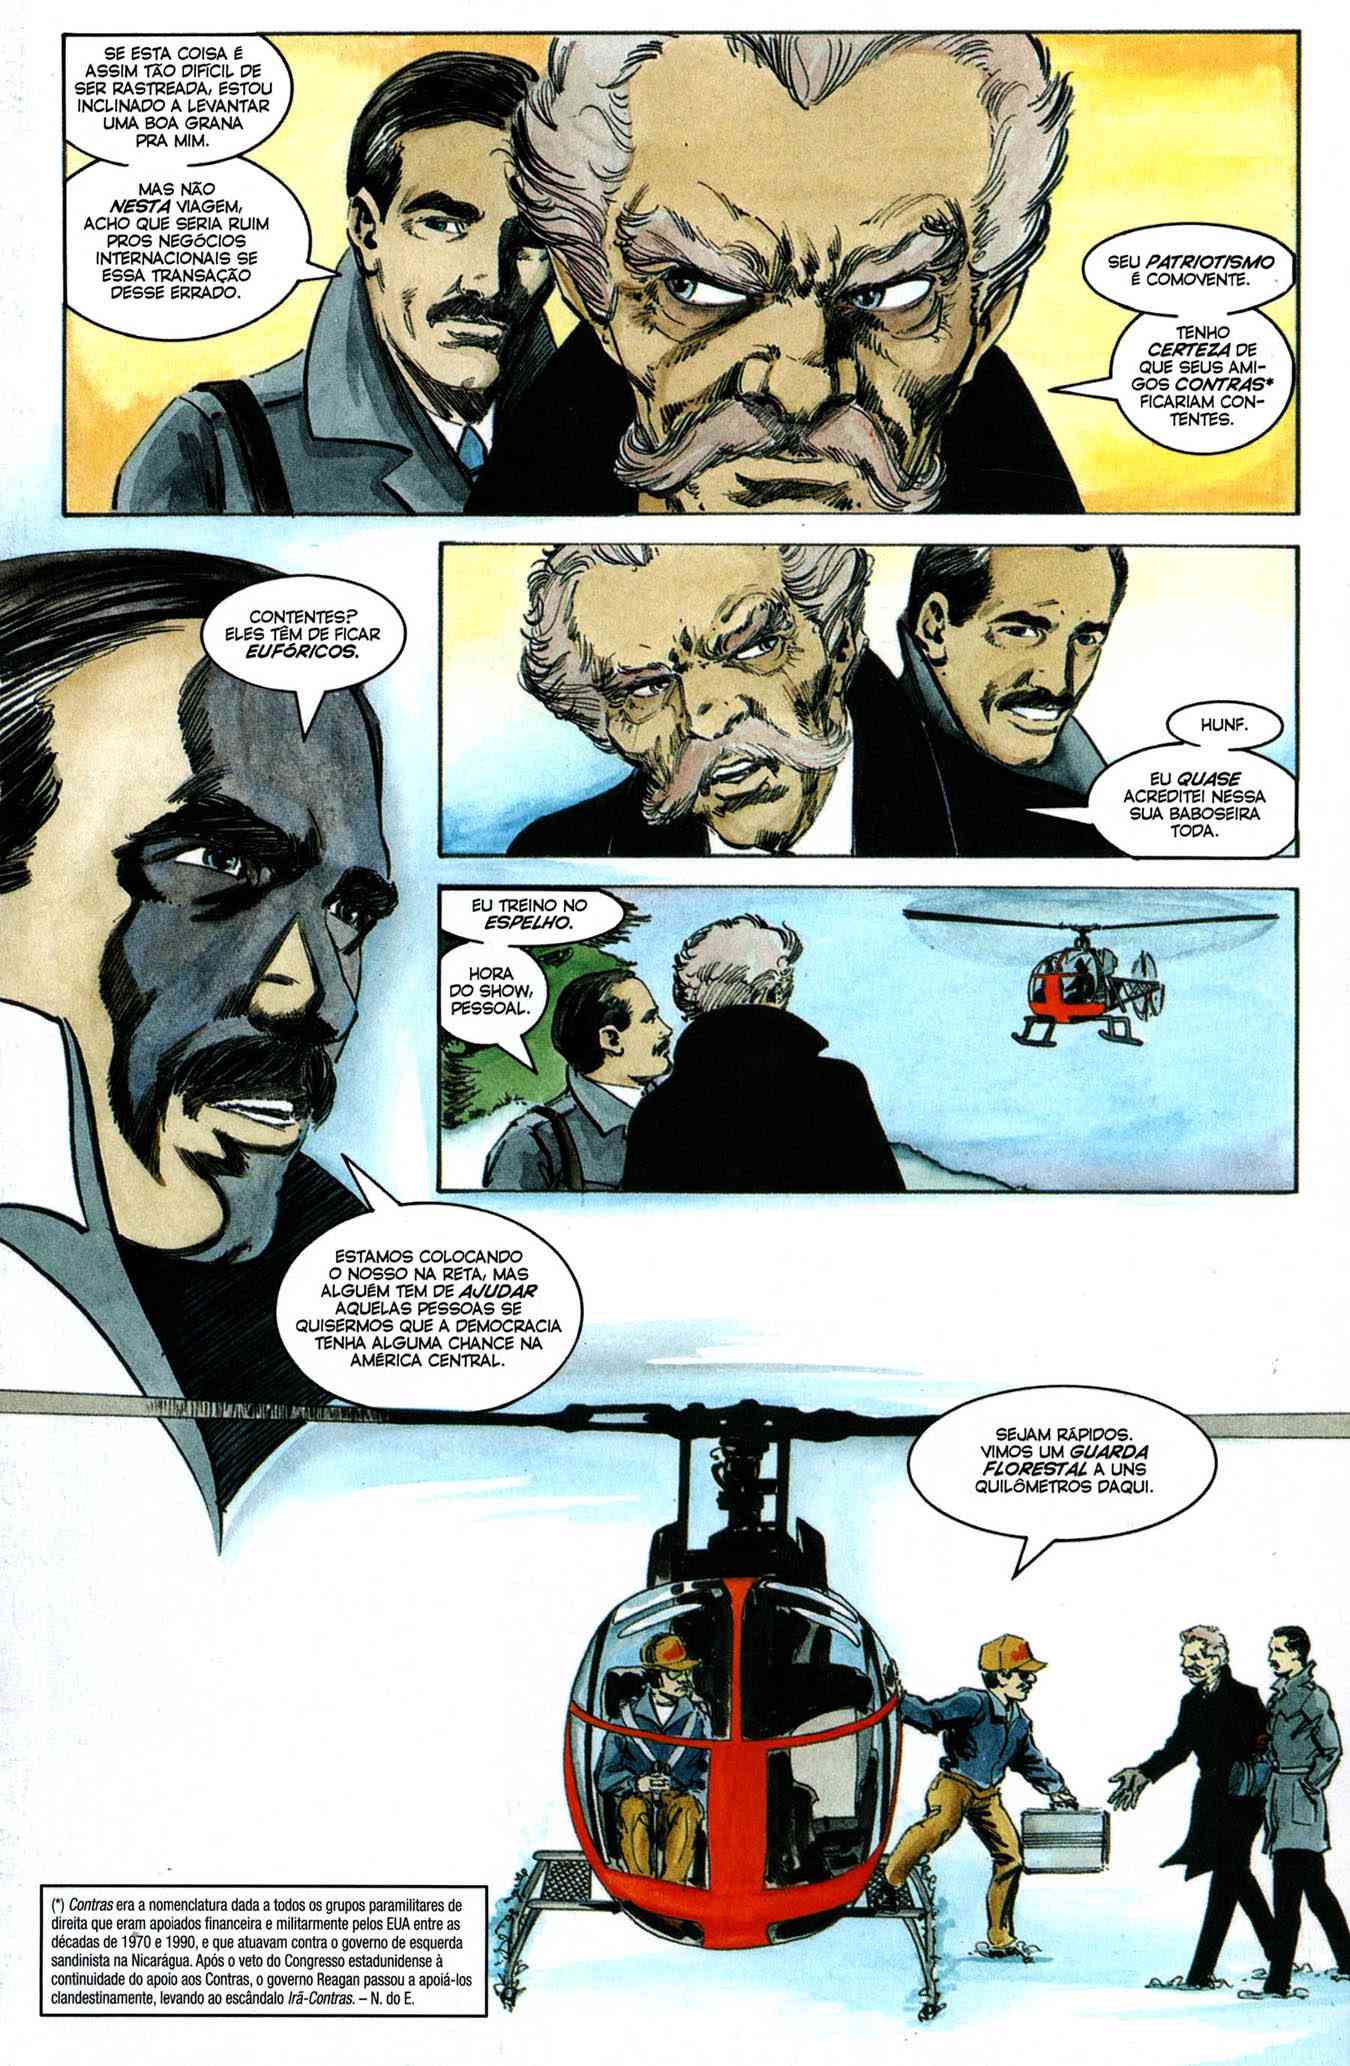 SE ESTA COISA É
ASSIM TÃO DIFÍCIL DE
SER RASTREADA, ESTOU
INCLINADO A LEVANTAR
UMA BOA GRANA
PRA MIM.
MAS NÃO
NESTA VIAGEM,
ACHO QUE SERIA RUIM
PROS NEGÓCIOS
INTERNACIONAIS SE
ESSA TRANSAÇÃO
DESSE ERRADO.
SEU PATRIOTISMO
É COMOVENTE.
TENHO
CERTEZA DE
QUE SEUS AMI-
GOS CONTRAS*
FICARIAM CON-
TENTES.
CONTENTES?
ELES TÊM DE FICAR
EUFÓRICOS.
ESTAMOS COLOCANDO
O NOSSO NA RETA, MAS
ALGUÉM TEM DE AJUDAR
AQUELAS PESSOAS SE
QUISERMOS QUE A DEMOCRACIA
TENHA ALGUMA CHANCE NA
AMÉRICA CENTRAL.
HUNF.
EU QUASE
ACREDITEI NESSA
SUA BABOSEIRA
TODA.
EU TREINO NO
ESPELHO.
HORA
DO SHOW,
PESSOAL.
SEJAM RÁPIDOS.
VIMOS UM GUARDA
FLORESTAL A UNS
QUILÔMETROS DAQUI.
(*) Contras era a nomenclatura dada a todos os grupos paramilitares de
direita que eram apoiados financeira e militarmente pelos EUA entre as
décadas de 1970 e 1990, e que atuavam contra o governo de esquerda
sandinista na Nicarágua. Após o veto do Congresso estadunidense à
continuidade do apoio aos Contras, o governo Reagan passou a apoiá-los
clandestinamente, levando ao escândalo Irã-Contras. – N. do E.